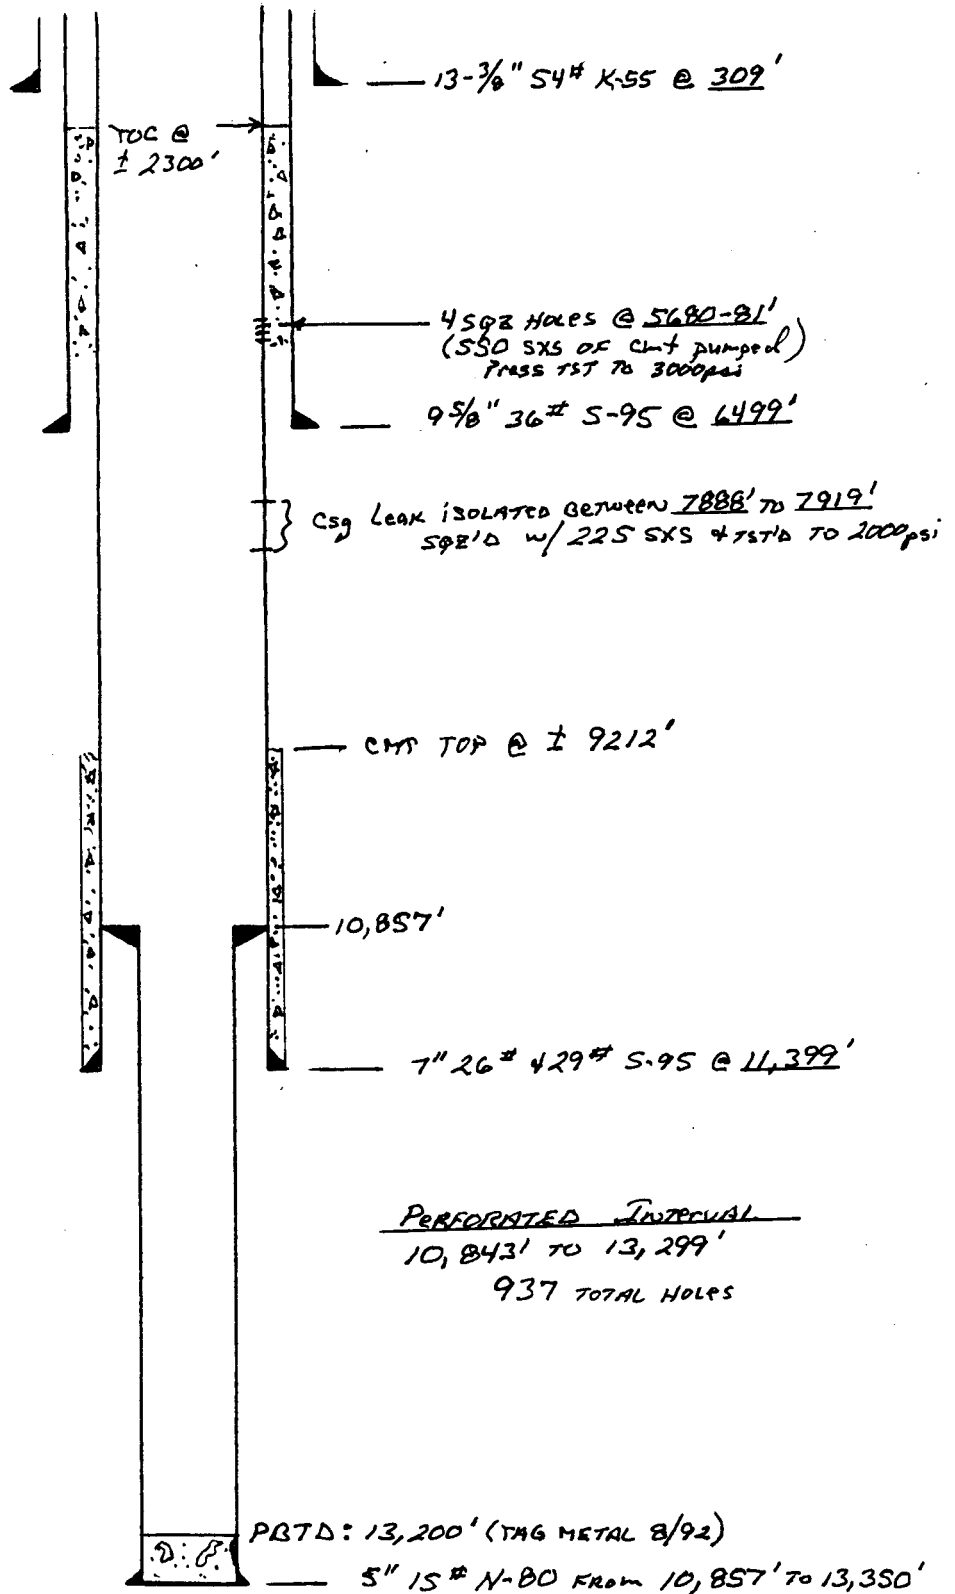 13-3/8" 54# K-55 @ 309'
TOC @
± 2300'
4 SQZ HOLES @ 5680-81'
(550 SXS OF Cmt pumped)
Press TST TO 3000psi
9 5/8" 36# S-95 @ 6499'
Csg Leak ISOLATED BETWEEN 7888' TO 7919'
SQZ'D w/ 225 SXS & TST'D TO 2000psi
CMT TOP @ ± 9212'
10,857'
7" 26# & 29# S-95 @ 11,399'
PERFORATED INTERVAL
10,843' TO 13,299'
937 TOTAL HOLES
PBTD: 13,200' (TAG METAL 8/92)
5" 15# N-80 FROM 10,857' TO 13,350'